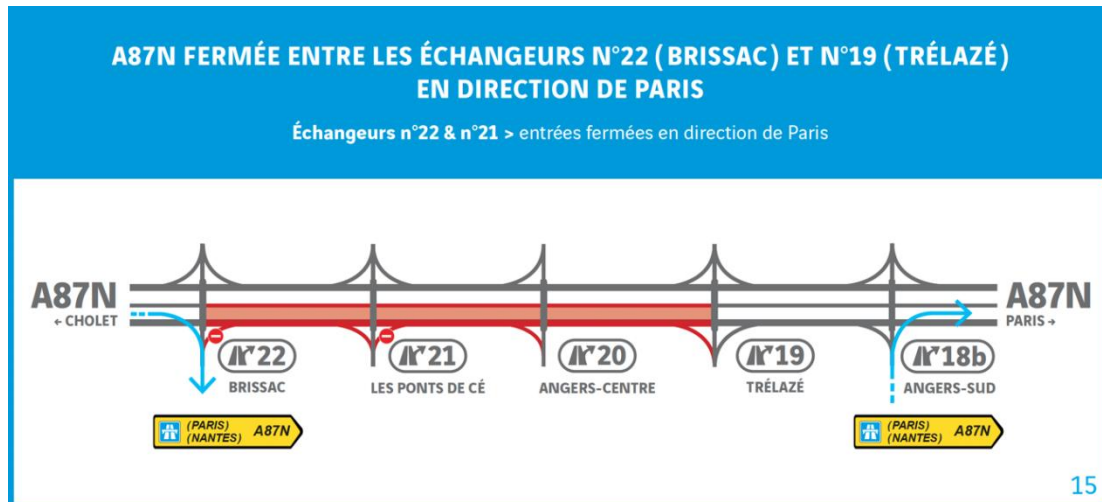 A87N FERMÉE ENTRE LES ÉCHANGEURS N°22 (BRISSAC) ET N°19 (TRÉLAZÉ)
EN DIRECTION DE PARIS
Échangeurs n°22 & n°21 > entrées fermées en direction de Paris
A87N
← CHOLET
A87N
PARIS →
22
BRISSAC
21
LES PONTS DE CÉ
20
ANGERS-CENTRE
19
TRÉLAZÉ
18b
ANGERS-SUD
(PARIS)
(NANTES) A87N
(PARIS)
(NANTES) A87N
15